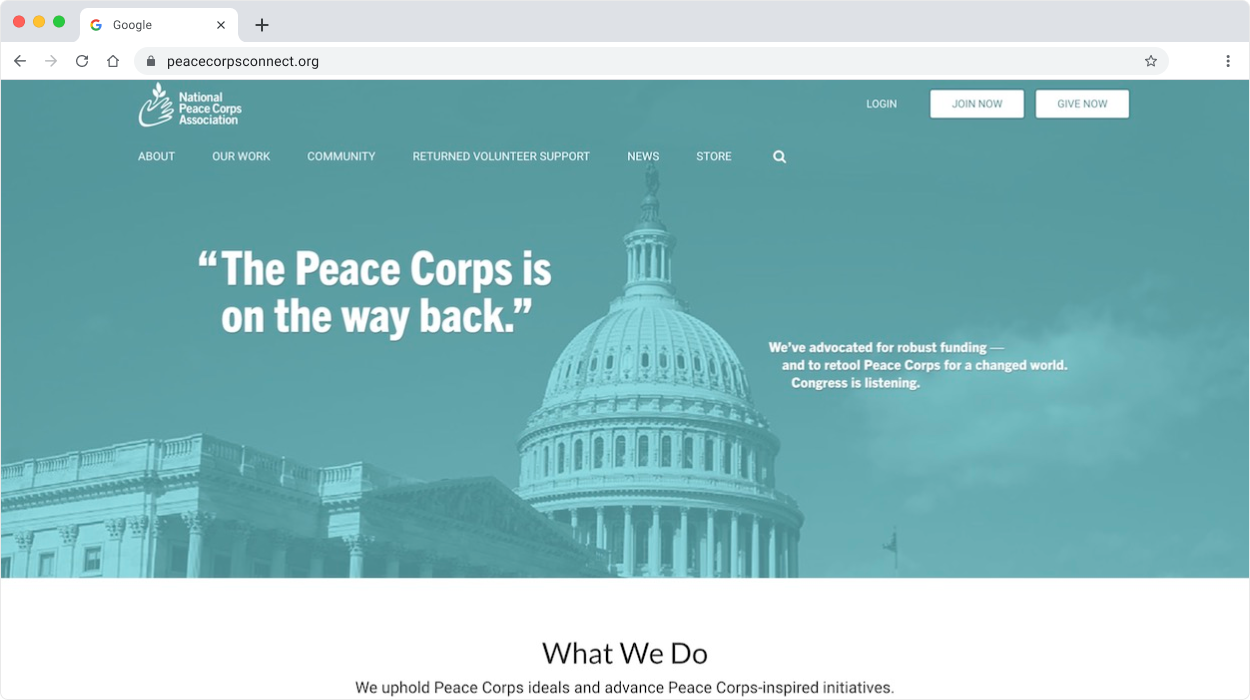 Google
peacecorpsconnect.org
National
Peace Corps
Association
LOGIN
JOIN NOW
GIVE NOW
ABOUT
OUR WORK
COMMUNITY
RETURNED VOLUNTEER SUPPORT
NEWS
STORE
“The Peace Corps is
on the way back.”
We’ve advocated for robust funding —
and to retool Peace Corps for a changed world.
Congress is listening.
What We Do
We uphold Peace Corps ideals and advance Peace Corps-inspired initiatives.